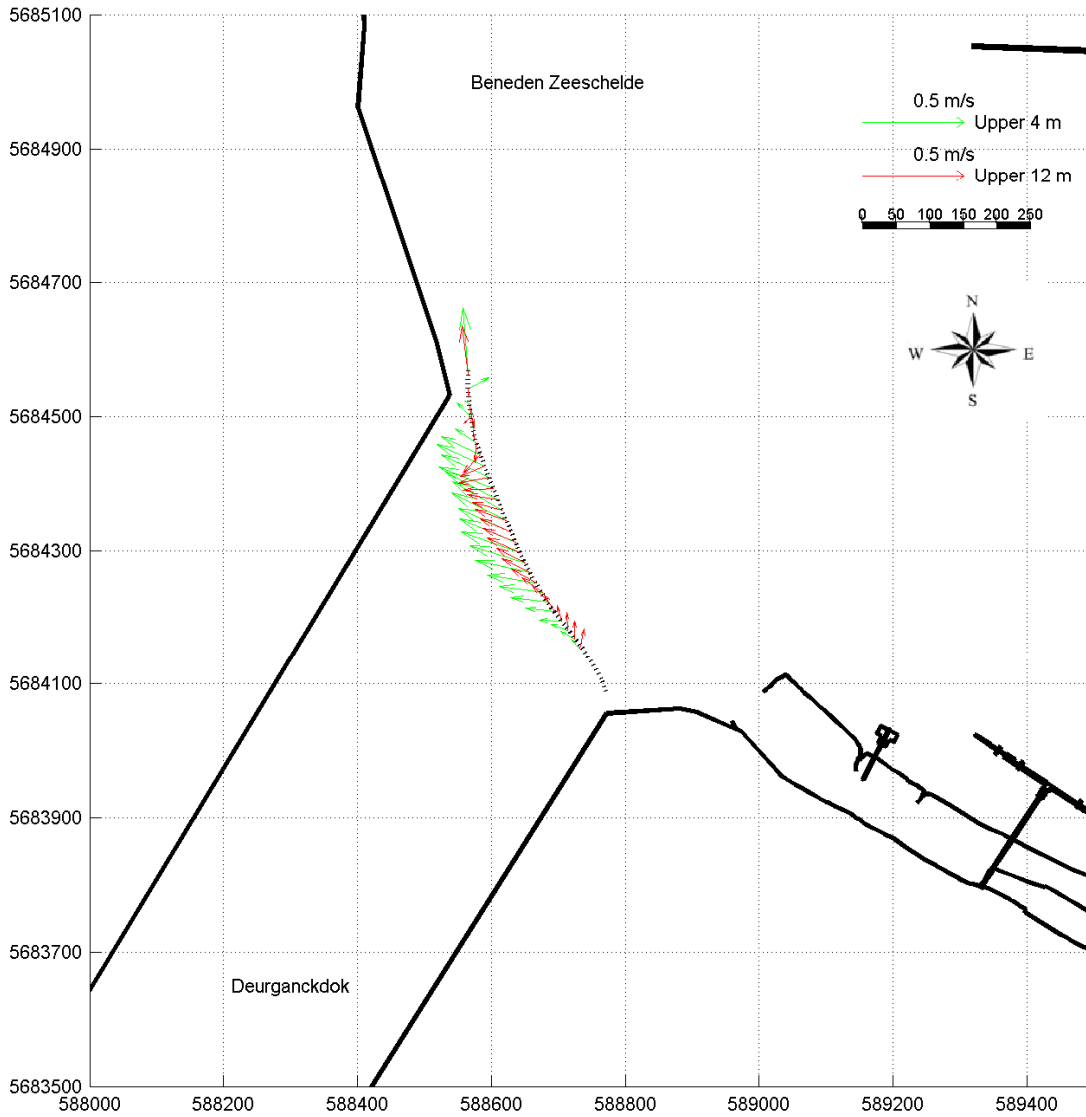 5685100
Beneden Zeeschelde
0.5 m/s
Upper 4 m
5684900
0.5 m/s
Upper 12 m
0 50 100 150 200 250
5684700
N
W E
S
5684500
5684300
5684100
5683900
5683700
Deurganckdok
5683500
588000 588200 588400 588600 588800 589000 589200 589400